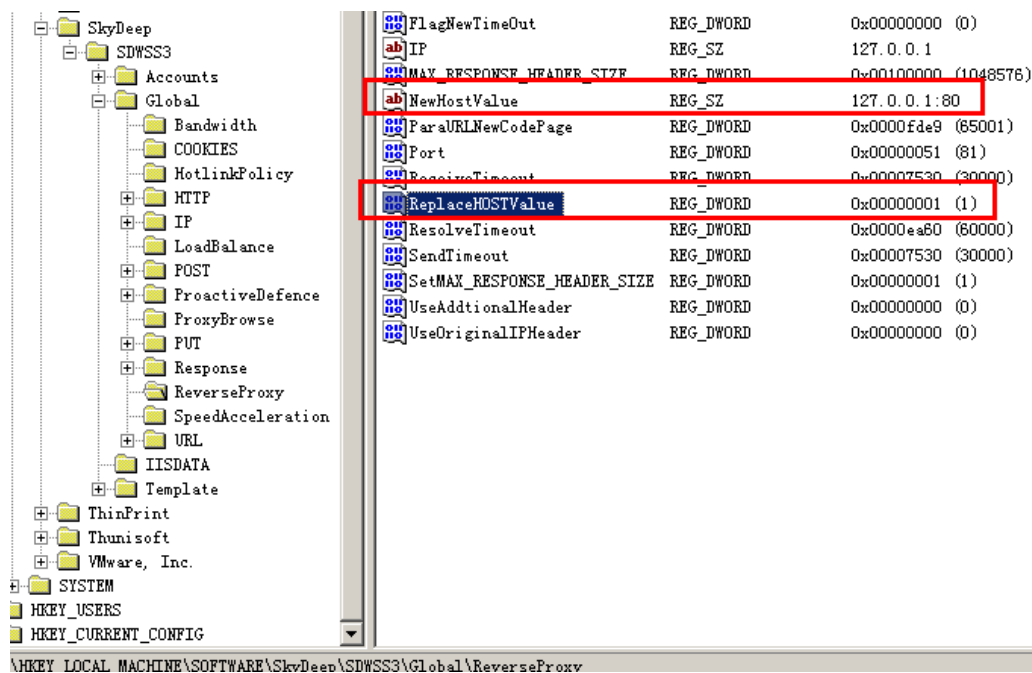 SkyDeep
SDWSS3
Accounts
Global
Bandwidth
COOKIES
HotlinkPolicy
HTTP
IP
LoadBalance
POST
ProactiveDefence
ProxyBrowse
PUT
Response
ReverseProxy
SpeedAcceleration
URL
IISDATA
Template
ThinPrint
Thunisoft
VMware, Inc.
SYSTEM
HKEY_USERS
HKEY_CURRENT_CONFIG
FlagNewTimeOut REG_DWORD 0x00000000 (0)
IP REG_SZ 127.0.0.1
MAX_RESPONSE_HEADER_SIZE REG_DWORD 0x00100000 (1048576)
NewHostValue REG_SZ 127.0.0.1:80
ParaURLNewCodePage REG_DWORD 0x0000fde9 (65001)
Port REG_DWORD 0x00000051 (81)
ReceiveTimeout REG_DWORD 0x00007530 (30000)
ReplaceHOSTValue REG_DWORD 0x00000001 (1)
ResolveTimeout REG_DWORD 0x0000ea60 (60000)
SendTimeout REG_DWORD 0x00007530 (30000)
SetMAX_RESPONSE_HEADER_SIZE REG_DWORD 0x00000001 (1)
UseAddtionalHeader REG_DWORD 0x00000000 (0)
UseOriginalIPHeader REG_DWORD 0x00000000 (0)
\HKEY_LOCAL_MACHINE\SOFTWARE\SkyDeep\SDWSS3\Global\ReverseProxy